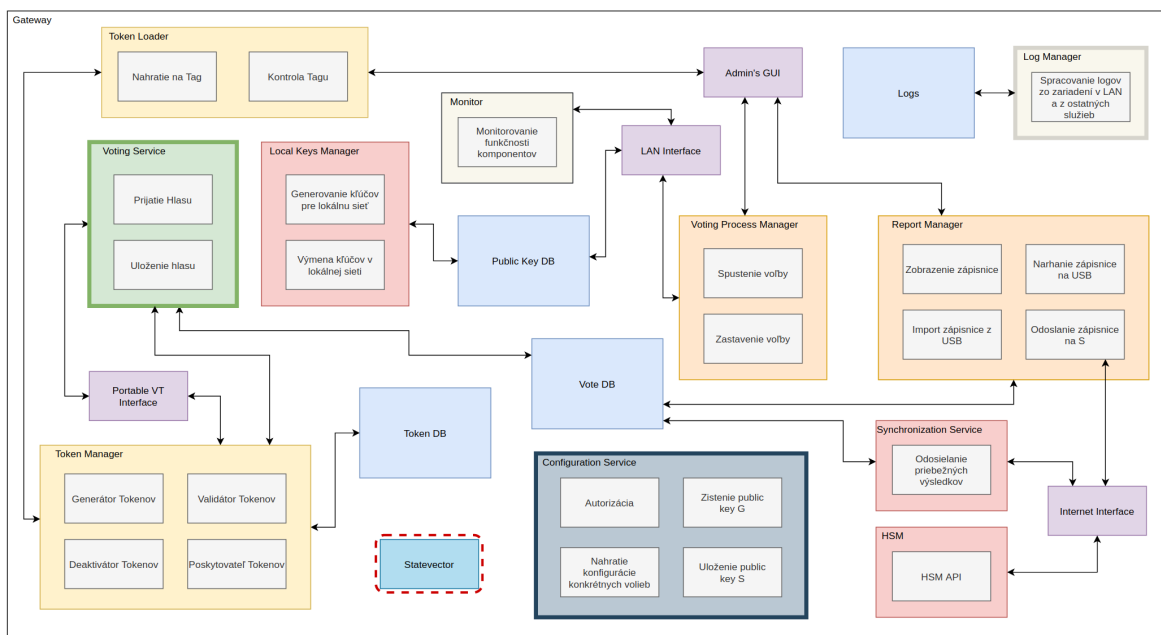 Gateway
Token Loader
Nahratie na Tag
Kontrola Tagu
Admin's GUI
Logs
Log Manager
Spracovanie logov
zo zariadení v LAN
a z ostatných
služieb
Monitor
Monitorovanie
funkčnosti
komponentov
LAN Interface
Voting Service
Prijatie Hlasu
Uloženie hlasu
Local Keys Manager
Generovanie kľúčov
pre lokálnu sieť
Výmena kľúčov v
lokálnej sieti
Public Key DB
Voting Process Manager
Spustenie voľby
Zastavenie voľby
Report Manager
Zobrazenie zápisnice
Narhanie zápisnice
na USB
Import zápisnice z
USB
Odoslanie zápisnice
na S
Portable VT
Interface
Vote DB
Token DB
Token Manager
Generátor Tokenov
Validátor Tokenov
Deaktivátor Tokenov
Poskytovateľ Tokenov
Statevector
Configuration Service
Autorizácia
Zistenie public
key G
Nahratie
konfigurácie
konkrétnych volieb
Uloženie public
key S
Synchronization Service
Odosielanie
priebežných
výsledkov
Internet Interface
HSM
HSM API